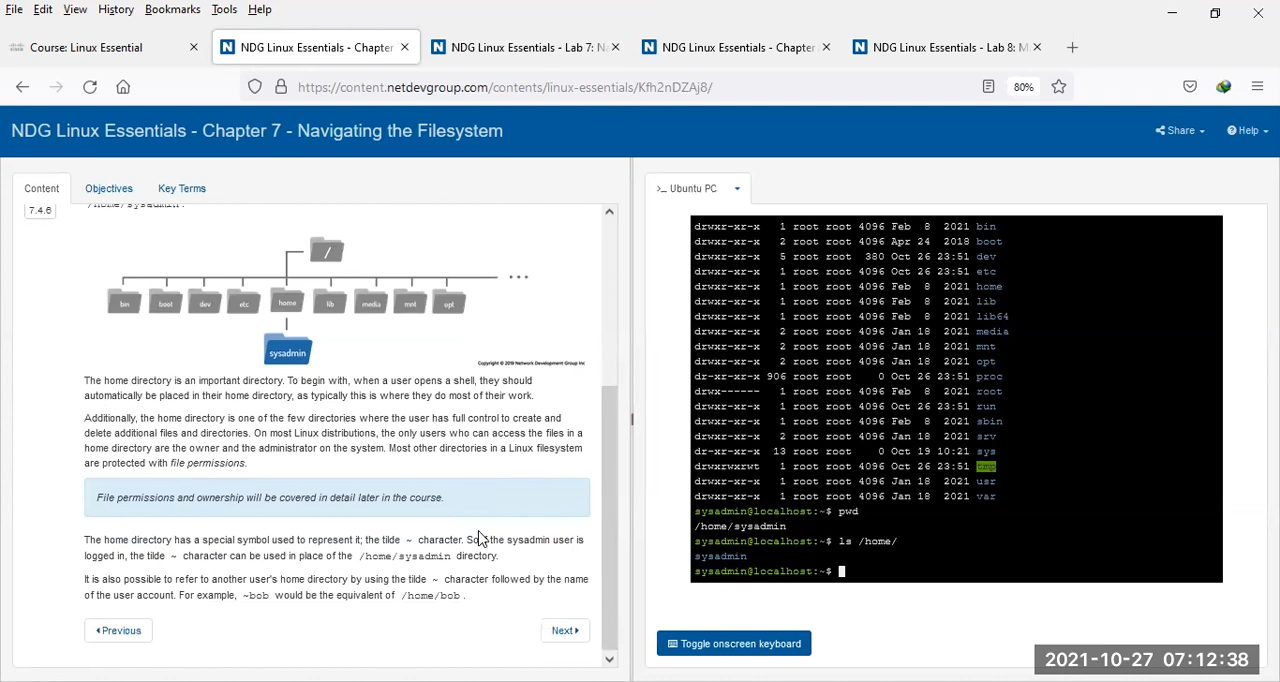 File Edit View History Bookmarks Tools Help
Course: Linux Essential
NDG Linux Essentials - Chapter
NDG Linux Essentials - Lab 7: Na
NDG Linux Essentials - Chapter
NDG Linux Essentials - Lab 8: M
https://content.netdevgroup.com/contents/linux-essentials/Kfh2nDZAj8/
80%
NDG Linux Essentials - Chapter 7 - Navigating the Filesystem
Share
Help
Content Objectives Key Terms
7.4.6
/home/sysadmin:
/
bin boot dev etc home lib media mnt opt ...
sysadmin
Copyright © 2019 Network Development Group Inc
The home directory is an important directory. To begin with, when a user opens a shell, they should
automatically be placed in their home directory, as typically this is where they do most of their work.
Additionally, the home directory is one of the few directories where the user has full control to create and
delete additional files and directories. On most Linux distributions, the only users who can access the files in a
home directory are the owner and the administrator on the system. Most other directories in a Linux filesystem
are protected with file permissions.
File permissions and ownership will be covered in detail later in the course.
The home directory has a special symbol used to represent it; the tilde ~ character. So, the sysadmin user is
logged in, the tilde ~ character can be used in place of the /home/sysadmin directory.
It is also possible to refer to another user's home directory by using the tilde ~ character followed by the name
of the user account. For example, ~bob would be the equivalent of /home/bob.
Previous
Next
>_ Ubuntu PC
drwxr-xr-x 1 root root 4096 Feb 8 2021 bin
drwxr-xr-x 2 root root 4096 Apr 24 2018 boot
drwxr-xr-x 5 root root 380 Oct 26 23:51 dev
drwxr-xr-x 1 root root 4096 Oct 26 23:51 etc
drwxr-xr-x 1 root root 4096 Feb 8 2021 home
drwxr-xr-x 1 root root 4096 Feb 8 2021 lib
drwxr-xr-x 1 root root 4096 Feb 8 2021 lib64
drwxr-xr-x 2 root root 4096 Jan 18 2021 media
drwxr-xr-x 2 root root 4096 Jan 18 2021 mnt
drwxr-xr-x 2 root root 4096 Jan 18 2021 opt
dr-xr-xr-x 906 root root 0 Oct 26 23:51 proc
drwx------ 1 root root 4096 Feb 8 2021 root
drwxr-xr-x 1 root root 4096 Oct 26 23:51 run
drwxr-xr-x 1 root root 4096 Feb 8 2021 sbin
drwxr-xr-x 2 root root 4096 Jan 18 2021 srv
dr-xr-xr-x 13 root root 0 Oct 19 10:21 sys
drwxrwxrwt 1 root root 4096 Oct 26 23:51 tmp
drwxr-xr-x 1 root root 4096 Jan 18 2021 usr
drwxr-xr-x 1 root root 4096 Jan 18 2021 var
sysadmin@localhost:~$ pwd
/home/sysadmin
sysadmin@localhost:~$ ls /home/
sysadmin
sysadmin@localhost:~$
Toggle onscreen keyboard
2021-10-27 07:12:38